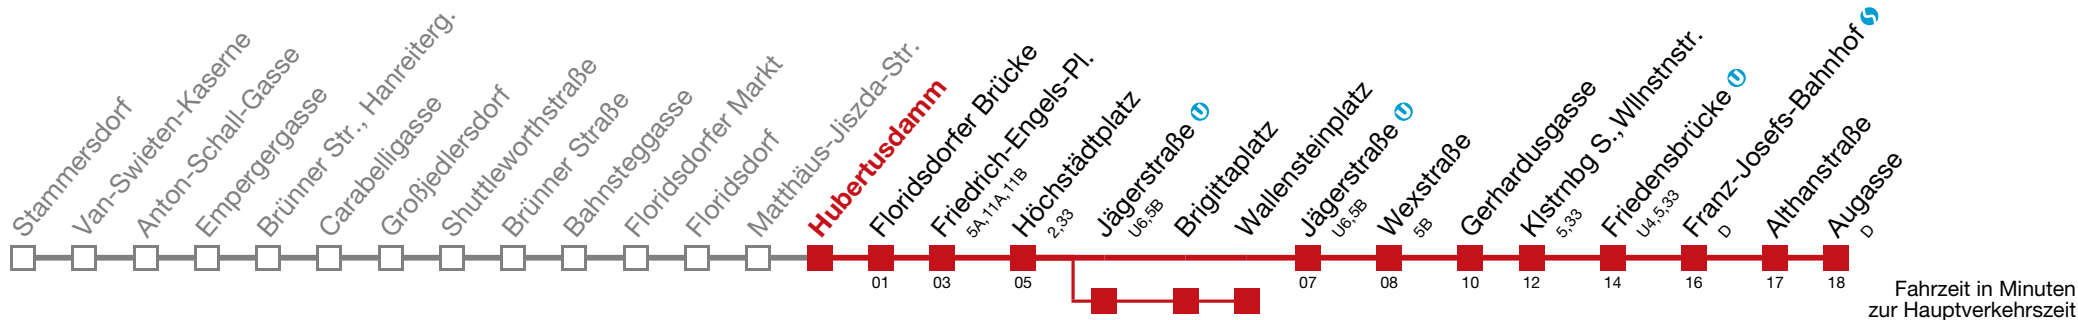 Stammersdorf
Van-Swieten-Kaserne
Anton-Schall-Gasse
Empergergasse
Brünner Str., Hanreiterg.
Carabelligasse
Großjedlersdorf
Shuttleworthstraße
Brünner Straße
Bahnsteggasse
Floridsdorfer Markt
Floridsdorf
Matthäus-Jiszda-Str.
Hubertusdamm
Floridsdorfer Brücke
01
Friedrich-Engels-Pl.
5A,11A,11B
03
Höchstädtplatz
2,33
05
Jägerstraße U
U6,5B
Brigittaplatz
Wallensteinplatz
Jägerstraße U
U6,5B
07
Wexstraße
5B
08
Gerhardusgasse
10
Klstrnbg S.,Wllnstnstr.
5,33
12
Friedensbrücke U
U4,5,33
14
Franz-Josefs-Bahnhof S
D
16
Althanstraße
17
Augasse
D
18
Fahrzeit in Minuten
zur Hauptverkehrszeit